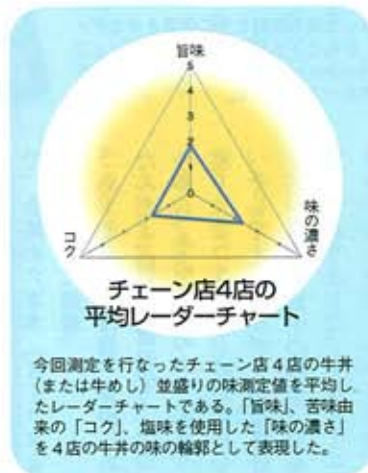 旨味
5
4
3
2
1
0
コク
味の濃さ
チェーン店4店の
平均レーダーチャート
今回測定を行なったチェーン店4店の牛丼
(または牛めし)並盛りの味測定値を平均し
たレーダーチャートである。「旨味」、苦味由
来の「コク」、塩味を使用した「味の濃さ」
を4店の牛丼の味の輪郭として表現した。